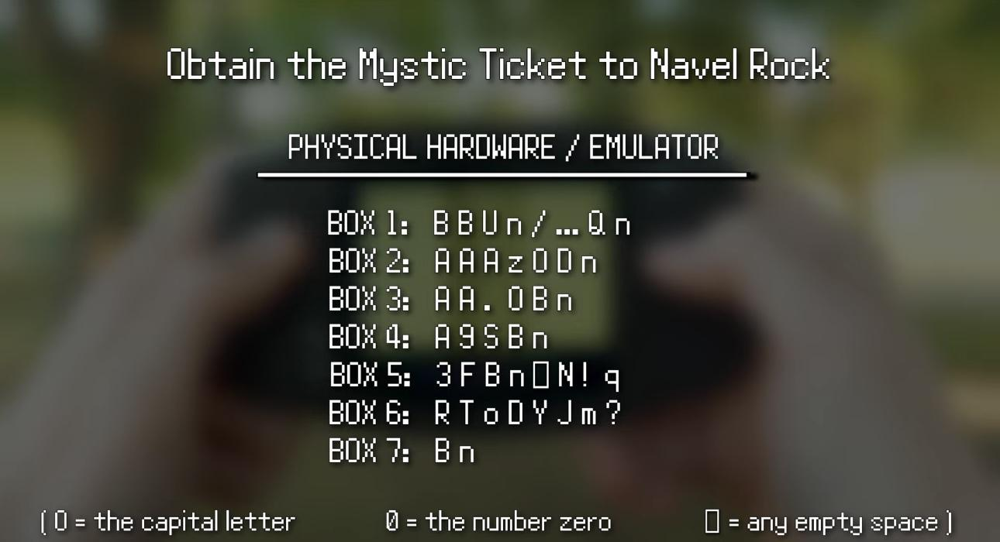 Obtain the Mystic Ticket to Navel Rock
PHYSICAL HARDWARE / EMULATOR
BOX 1: B B U n / … Q n
BOX 2: A A A z O D n
BOX 3: A A . O B n
BOX 4: A 9 S B n
BOX 5: 3 F B n ▯ N ! q
BOX 6: R T o D Y J m ?
BOX 7: B n
( O = the capital letter 0 = the number zero ▯ = any empty space )